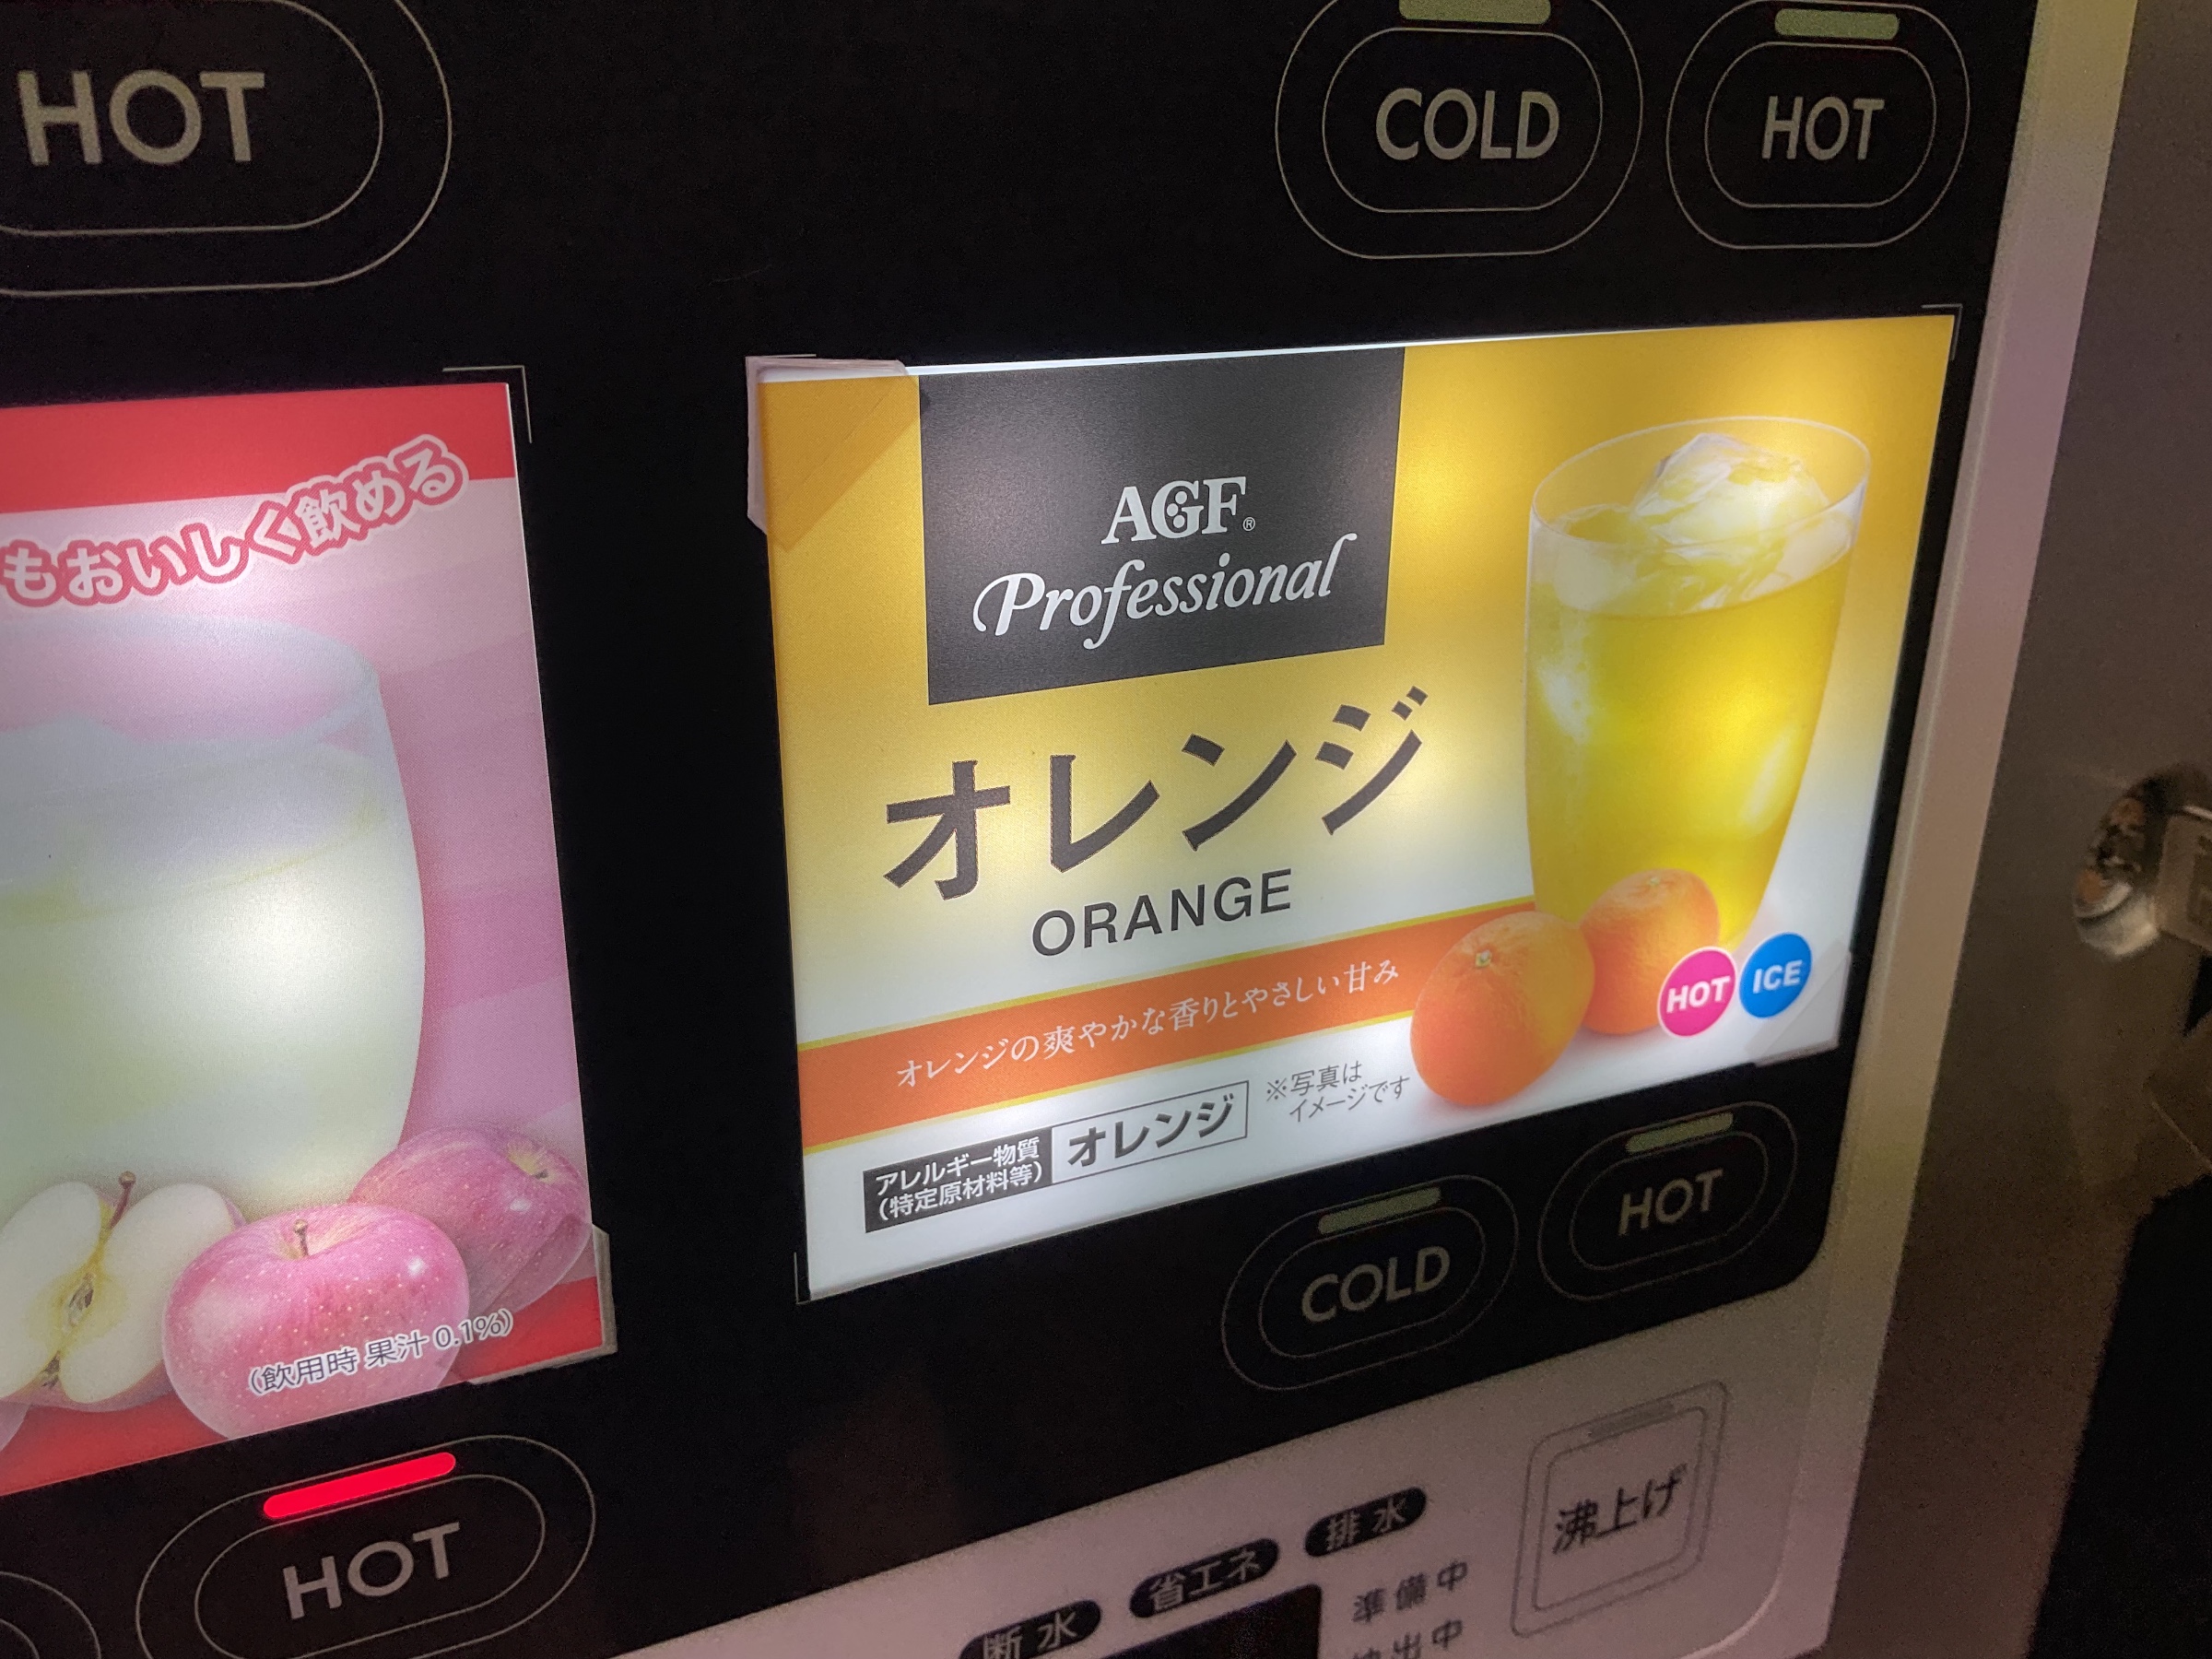 HOT
COLD
HOT
もおいしく飲める
(飲用時 果汁 0.1%)
HOT
AGF®
Professional
オレンジ
ORANGE
オレンジの爽やかな香りとやさしい甘み
HOT
ICE
アレルギー物質
(特定原材料等)
オレンジ
※写真は
イメージです
COLD
HOT
断水
省エネ
排水
準備中
出中
沸上げ